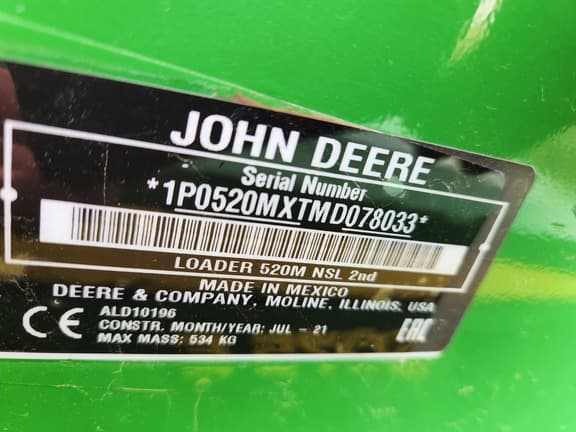 JOHN DEERE
Serial Number
*1P0520MXTMD078033*
LOADER 520M NSL 2nd
MADE IN MEXICO
DEERE & COMPANY, MOLINE, ILLINOIS, USA
ALD10196
CONSTR. MONTH/YEAR: JUL - 21
MAX MASS: 534 KG
CE
EAC